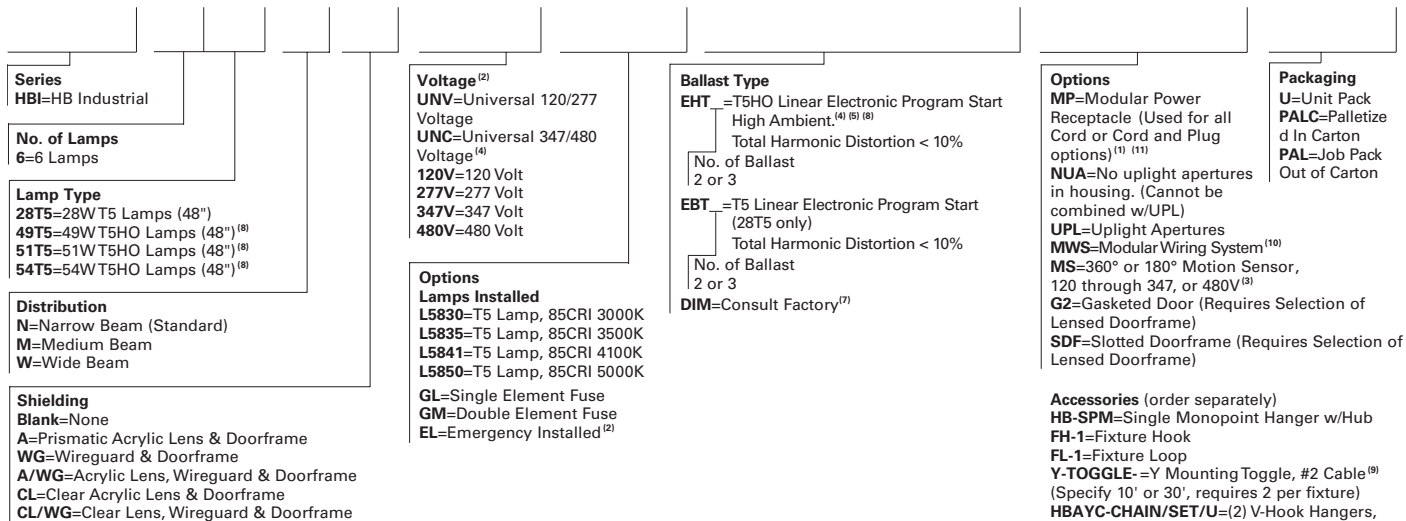 Series
HBI=HB Industrial
No. of Lamps
6=6 Lamps
Lamp Type
28T5=28W T5 Lamps (48")
49T5=49W T5HO Lamps (48") (8)
51T5=51W T5HO Lamps (48") (8)
54T5=54W T5HO Lamps (48") (8)
Distribution
N=Narrow Beam (Standard)
M=Medium Beam
W=Wide Beam
Shielding
Blank=None
A=Prismatic Acrylic Lens & Doorframe
WG=Wireguard & Doorframe
A/WG=Acrylic Lens, Wireguard & Doorframe
CL=Clear Acrylic Lens & Doorframe
CL/WG=Clear Lens, Wireguard & Doorframe
Voltage (2)
UNV=Universal 120/277
Voltage
UNC=Universal 347/480
Voltage (4)
120V=120 Volt
277V=277 Volt
347V=347 Volt
480V=480 Volt
Options
Lamps Installed
L5830=T5 Lamp, 85CRI 3000K
L5835=T5 Lamp, 85CRI 3500K
L5841=T5 Lamp, 85CRI 4100K
L5850=T5 Lamp, 85CRI 5000K
GL=Single Element Fuse
GM=Double Element Fuse
EL=Emergency Installed (2)
Ballast Type
EHT__=T5HO Linear Electronic Program Start
High Ambient. (4) (5) (8)
Total Harmonic Distortion < 10%
No. of Ballast
2 or 3
EBT__=T5 Linear Electronic Program Start
(28T5 only)
Total Harmonic Distortion < 10%
No. of Ballast
2 or 3
DIM=Consult Factory (7)
Options
MP=Modular Power
Receptacle (Used for all
Cord or Cord and Plug
options) (1) (11)
NUA=No uplight apertures
in housing. (Cannot be
combined w/UPL)
UPL=Uplight Apertures
MWS=Modular Wiring System (10)
MS=360° or 180° Motion Sensor,
120 through 347, or 480V (3)
G2=Gasketed Door (Requires Selection of
Lensed Doorframe)
SDF=Slotted Doorframe (Requires Selection of
Lensed Doorframe)
Packaging
U=Unit Pack
PALC=Palletize
d In Carton
PAL=Job Pack
Out of Carton
Accessories (order separately)
HB-SPM=Single Monopoint Hanger w/Hub
FH-1=Fixture Hook
FL-1=Fixture Loop
Y-TOGGLE- =Y Mounting Toggle, #2 Cable (9)
(Specify 10' or 30', requires 2 per fixture)
HBAYC-CHAIN/SET/U=(2) V-Hook Hangers,